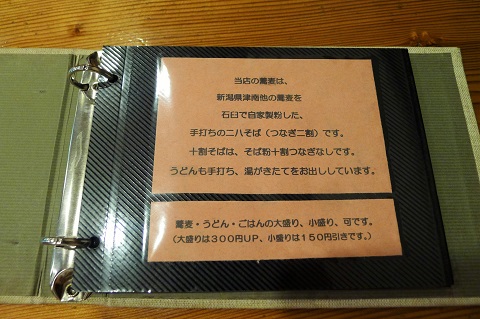 当店の蕎麦は、
新潟県津南他の蕎麦を
石臼で自家製粉した、
手打ちの二八そば（つなぎ二割）です。
十割そばは、そば粉十割つなぎなしです。
うどんも手打ち、湯がきたてをお出ししています。
蕎麦・うどん・ごはんの大盛り、小盛り、可です。
（大盛りは３００円UP、小盛りは１５０円引きです。）